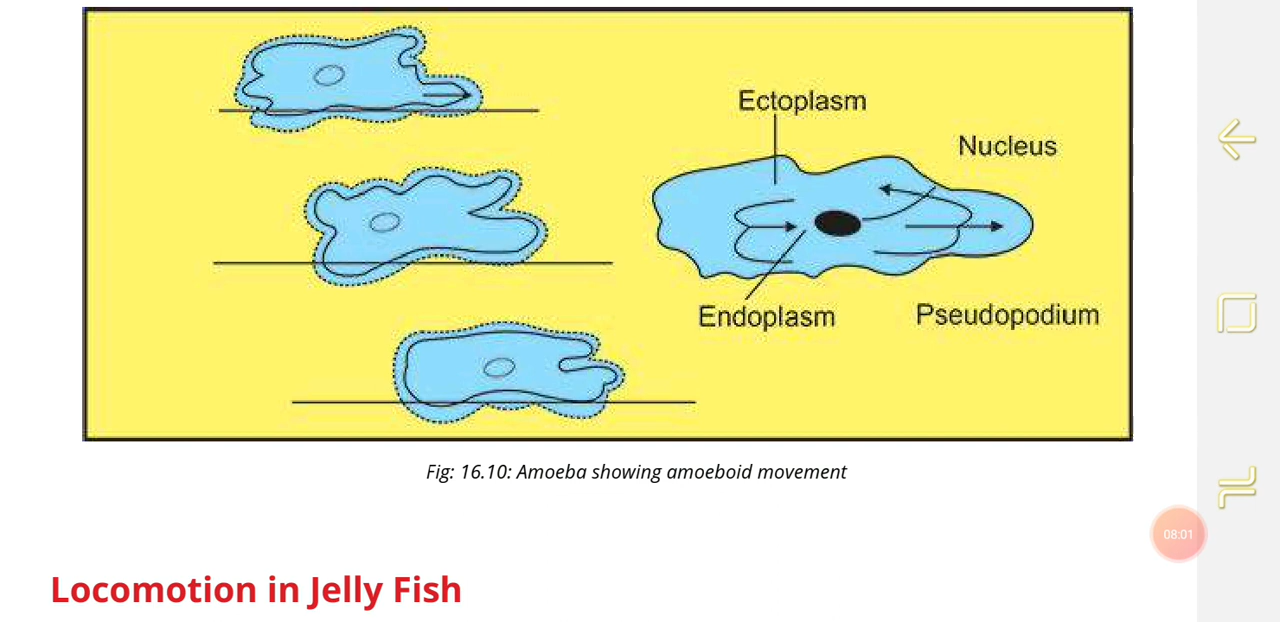 Ectoplasm
Nucleus
Endoplasm
Pseudopodium
Fig: 16.10: Amoeba showing amoeboid movement
08:01
Locomotion in Jelly Fish